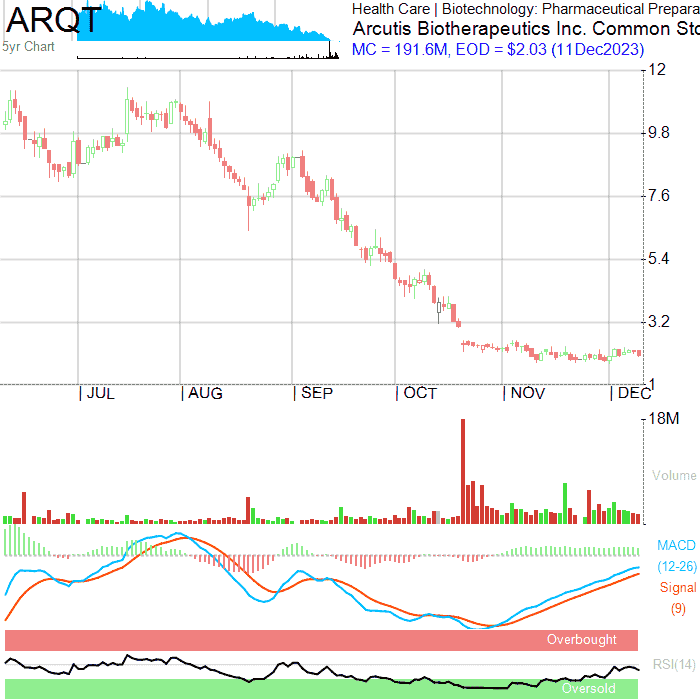 ARQT
5yr Chart
Health Care | Biotechnology: Pharmaceutical Prepara
Arcutis Biotherapeutics Inc. Common Sto
MC = 191.6M, EOD = $2.03 (11Dec2023)
12
9.8
7.6
5.4
3.2
1
| JUL | AUG | SEP | OCT | NOV | DEC
18M
Volume
MACD
(12-26)
Signal
(9)
Overbought
RSI(14)
Oversold